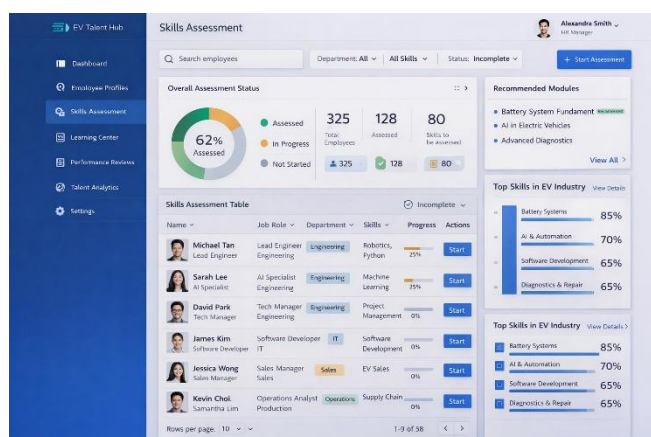 EV Talent Hub
Dashboard
Employee Profiles
Skills Assessment
Learning Center
Performance Reviews
Talent Analytics
Settings
Skills Assessment
Alexandra Smith
HR Manager
Search employees
Department: All
All Skills
Status: Incomplete
+ Start Assessment
Overall Assessment Status
62%
Assessed
Assessed
In Progress
Not Started
325
Total Employees
128
Assessed
80
Skills to be assessed
325
128
80
Skills Assessment Table
Incomplete
Name
Job Role
Department
Skills
Progress
Actions
Michael Tan
Lead Engineer
Lead Engineer
Engineering
Engineering
Robotics,
Python
25%
Start
Sarah Lee
AI Specialist
AI Specialist
Engineering
Engineering
Machine
Learning
25%
Start
David Park
Tech Manager
Tech Manager
Engineering
Engineering
Project
Management
0%
Start
James Kim
Software Developer
Software Developer
IT
IT
Software
Development
0%
Start
Jessica Wong
Sales Manager
Sales Manager
Sales
Sales
EV Sales
0%
Start
Kevin Choi
Samantha Lim
Operations Analyst
Production
Operations
Supply Chain
0%
Start
Rows per page: 10
1-9 of 58
Recommended Modules
Battery System Fundament
AI in Electric Vehicles
Advanced Diagnostics
View All
Top Skills in EV Industry
View Details
Battery Systems
85%
AI & Automation
70%
Software Development
65%
Diagnostics & Repair
65%
Top Skills in EV Industry
View Details
Battery Systems
85%
AI & Automation
70%
Software Development
65%
Diagnostics & Repair
65%